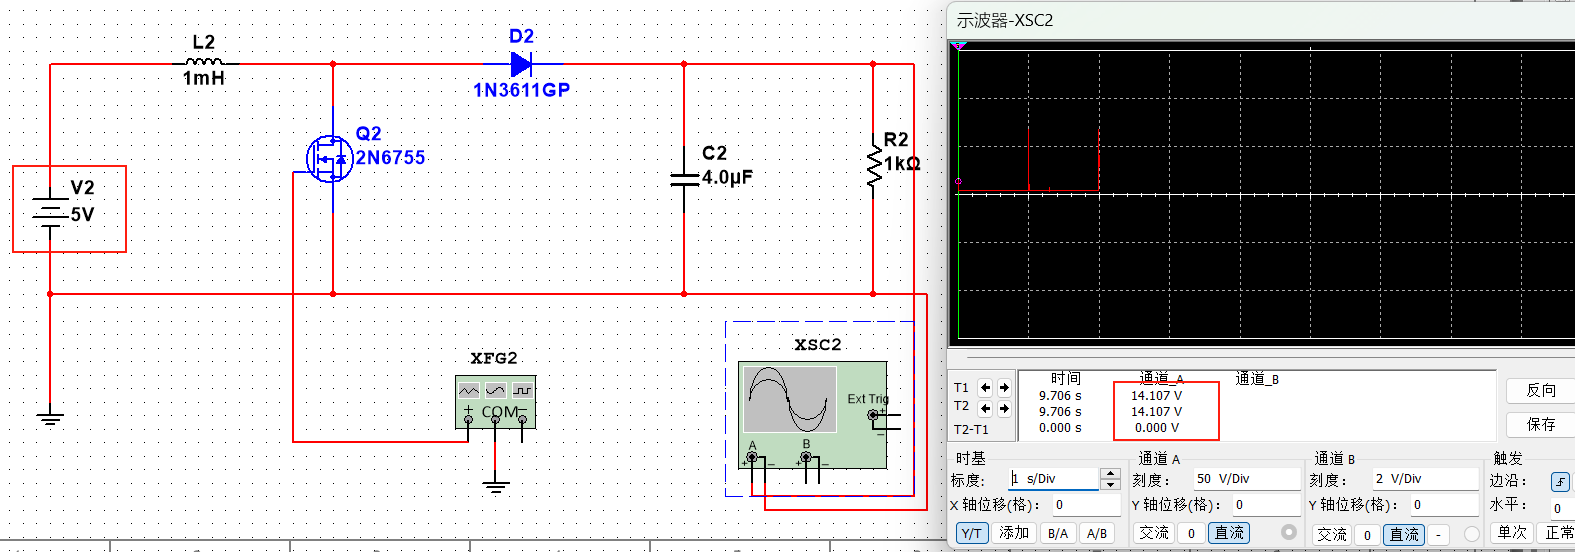 示波器-XSC2
L2
1mH
D2
1N3611GP
Q2
2N6755
V2
5V
C2
4.0µF
R2
1kΩ
XFG2
+ COM −
XSC2
Ext Trig
+
−
A
B
+ − + −
时间 通道_A 通道_B
T1 9.706 s 14.107 V
T2 9.706 s 14.107 V
T2-T1 0.000 s 0.000 V
反向
保存
时基
标度: 1 s/Div
X 轴位移(格): 0
Y/T 添加 B/A A/B
通道 A
刻度: 50 V/Div
Y 轴位移(格): 0
交流 0 直流
通道 B
刻度: 2 V/Div
Y 轴位移(格): 0
交流 0 直流 -
触发
边沿:
水平: 0
单次 正常